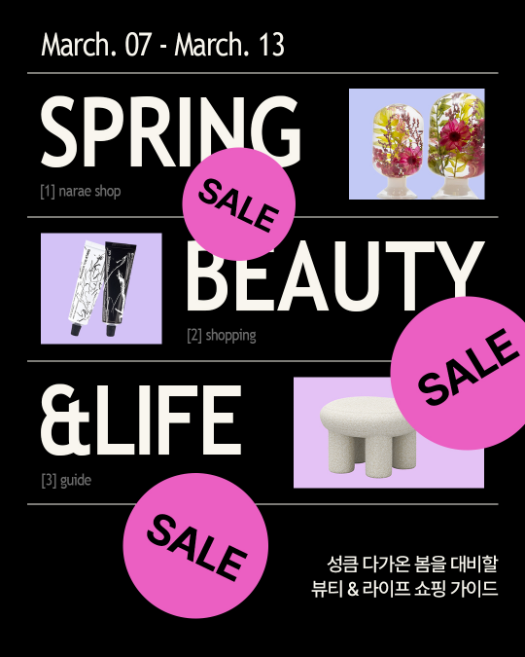 March. 07 - March. 13
SPRING
[1] narae shop
SALE
BEAUTY
[2] shopping
SALE
&LIFE
[3] guide
SALE
성큼 다가온 봄을 대비할
뷰티 & 라이프 쇼핑 가이드